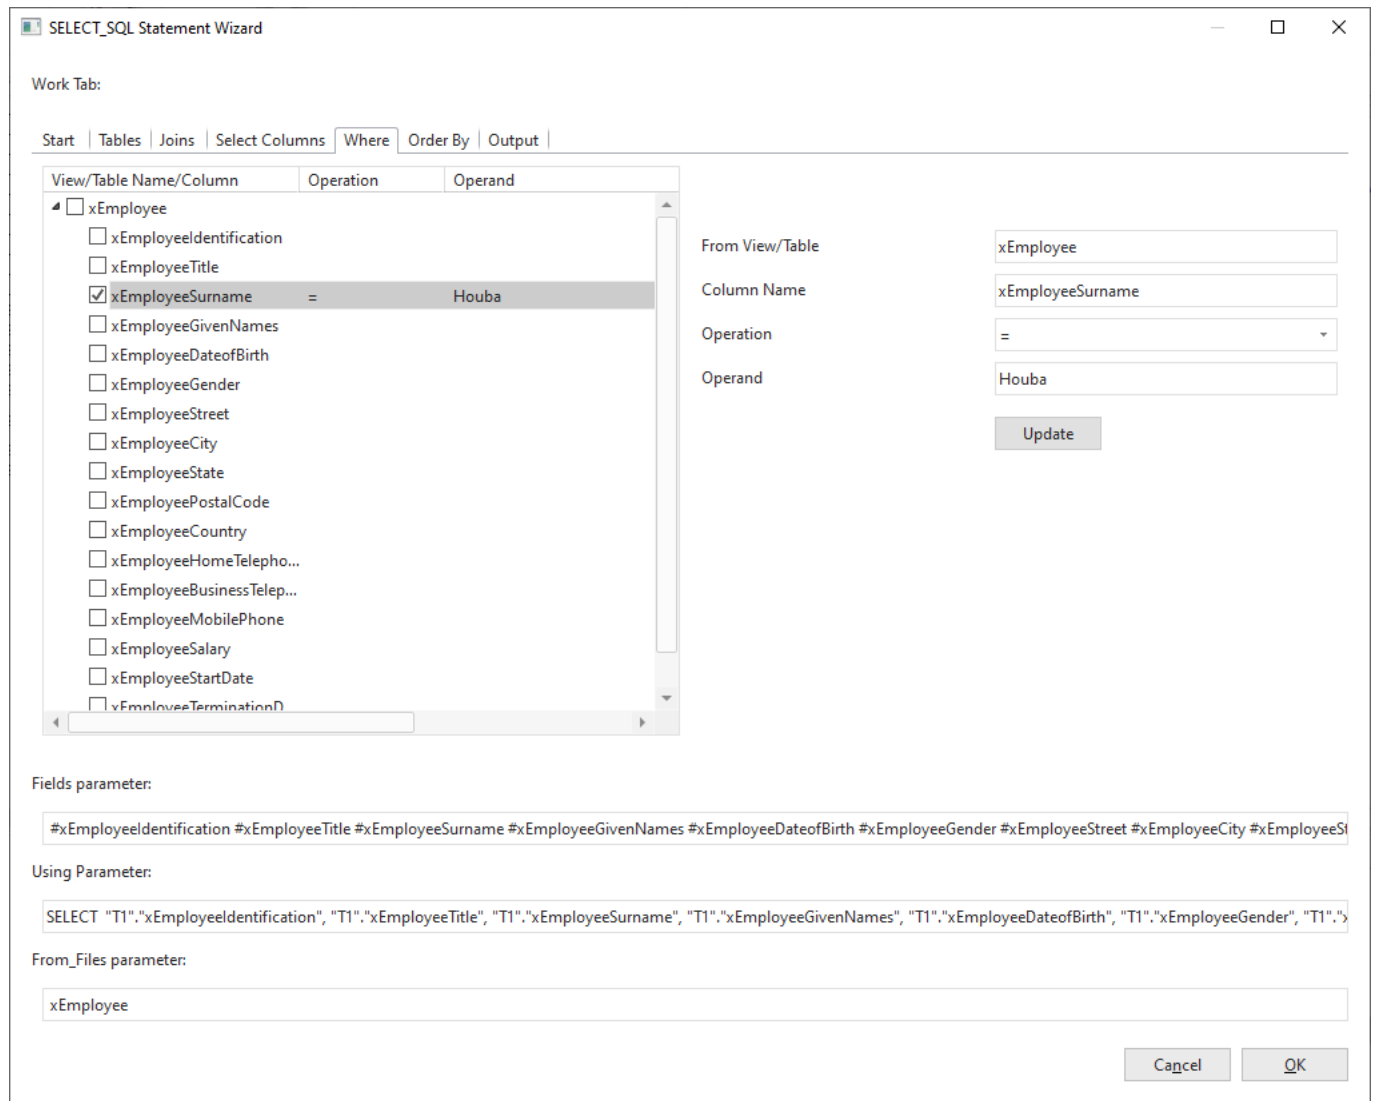 SELECT_SQL Statement Wizard
Work Tab:
Start Tables Joins Select Columns Where Order By Output
View/Table Name/Column Operation Operand
xEmployee
xEmployeeIdentification
xEmployeeTitle
xEmployeeSurname = Houba
xEmployeeGivenNames
xEmployeeDateofBirth
xEmployeeGender
xEmployeeStreet
xEmployeeCity
xEmployeeState
xEmployeePostalCode
xEmployeeCountry
xEmployeeHomeTelepho...
xEmployeeBusinessTelep...
xEmployeeMobilePhone
xEmployeeSalary
xEmployeeStartDate
xEmployeeTerminationD
From View/Table xEmployee
Column Name xEmployeeSurname
Operation =
Operand Houba
Update
Fields parameter:
#xEmployeeIdentification #xEmployeeTitle #xEmployeeSurname #xEmployeeGivenNames #xEmployeeDateofBirth #xEmployeeGender #xEmployeeStreet #xEmployeeCity #xEmployeeSt
Using Parameter:
SELECT "T1"."xEmployeeIdentification", "T1"."xEmployeeTitle", "T1"."xEmployeeSurname", "T1"."xEmployeeGivenNames", "T1"."xEmployeeDateofBirth", "T1"."xEmployeeGender", "T1"."x
From_Files parameter:
xEmployee
Cancel OK